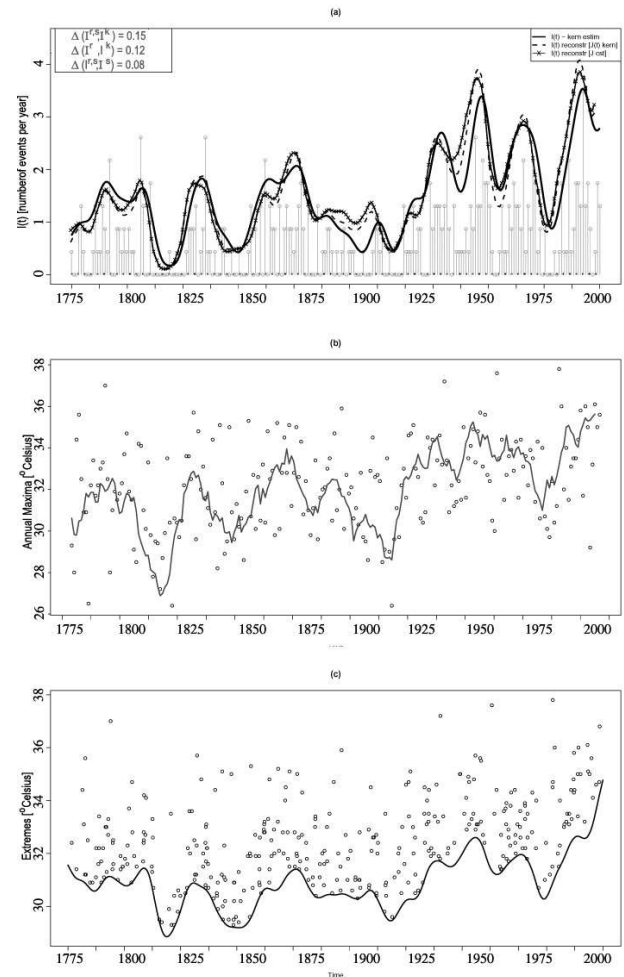 (a)
Δ (I^r,s,I^k) = 0.15
Δ (I^r ,I^k) = 0.12
Δ (I^r,s,I^s) = 0.08
I(t) − kern estim
I(t) reconstr [J(t) kern]
I(t) reconstr [J cst]
I(t) [numberof events per year]
4
3
2
1
0
1775 1800 1825 1850 1875 1900 1925 1950 1975 2000
(b)
Annual Maxima [°Celsius]
38
36
34
32
30
28
26
1775 1800 1825 1850 1875 1900 1925 1950 1975 2000
(c)
Extremes [°Celsius]
38
36
34
32
30
1775 1800 1825 1850 1875 1900 1925 1950 1975 2000
Time